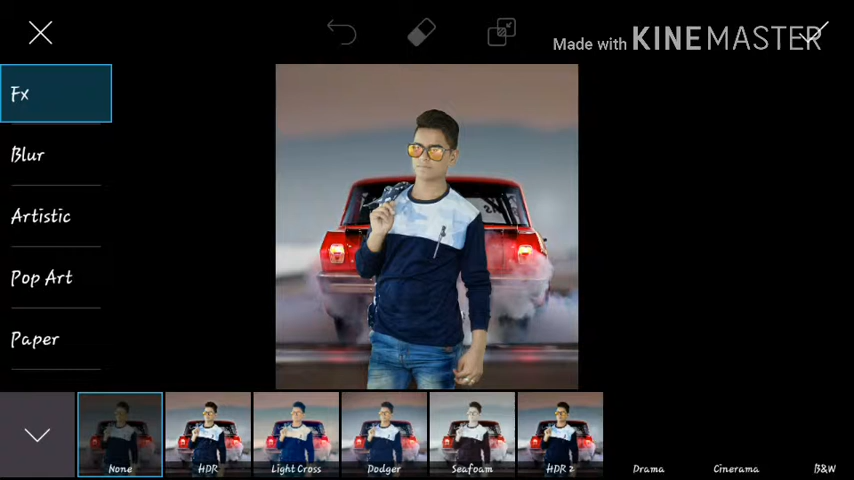 Made with KINEMASTER
Fx
Blur
Artistic
Pop Art
Paper
None
HDR
Light Cross
Dodger
Seafoam
HDR 2
Drama
Cinerama
B&W